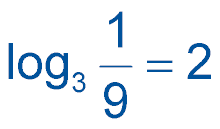 log₃ 1/9 = 2